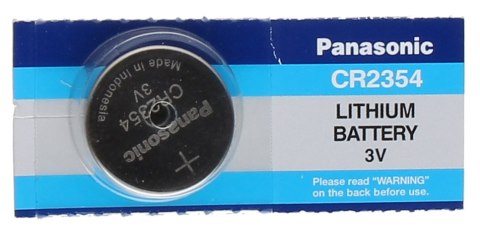 Panasonic
CR2354
LITHIUM
BATTERY
3V
Please read "WARNING"
on the back before use.
Panasonic
CR2354
3V
Made in Indonesia
+